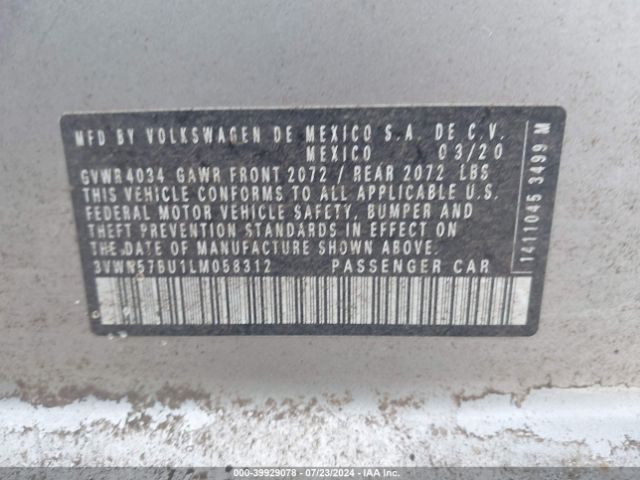 MFD BY VOLKSWAGEN DE MEXICO S.A. DE C.V.
MEXICO 03/20
GVWR 4034 GAWR FRONT 2072 / REAR 2072 LBS
THIS VEHICLE CONFORMS TO ALL APPLICABLE U.S.
FEDERAL MOTOR VEHICLE SAFETY, BUMPER AND
THEFT PREVENTION STANDARDS IN EFFECT ON
THE DATE OF MANUFACTURE SHOWN ABOVE.
3VWN57BU1LM058312 PASSENGER CAR
1411045 3499 M
000-39929078 - 07/23/2024 - IAA Inc.